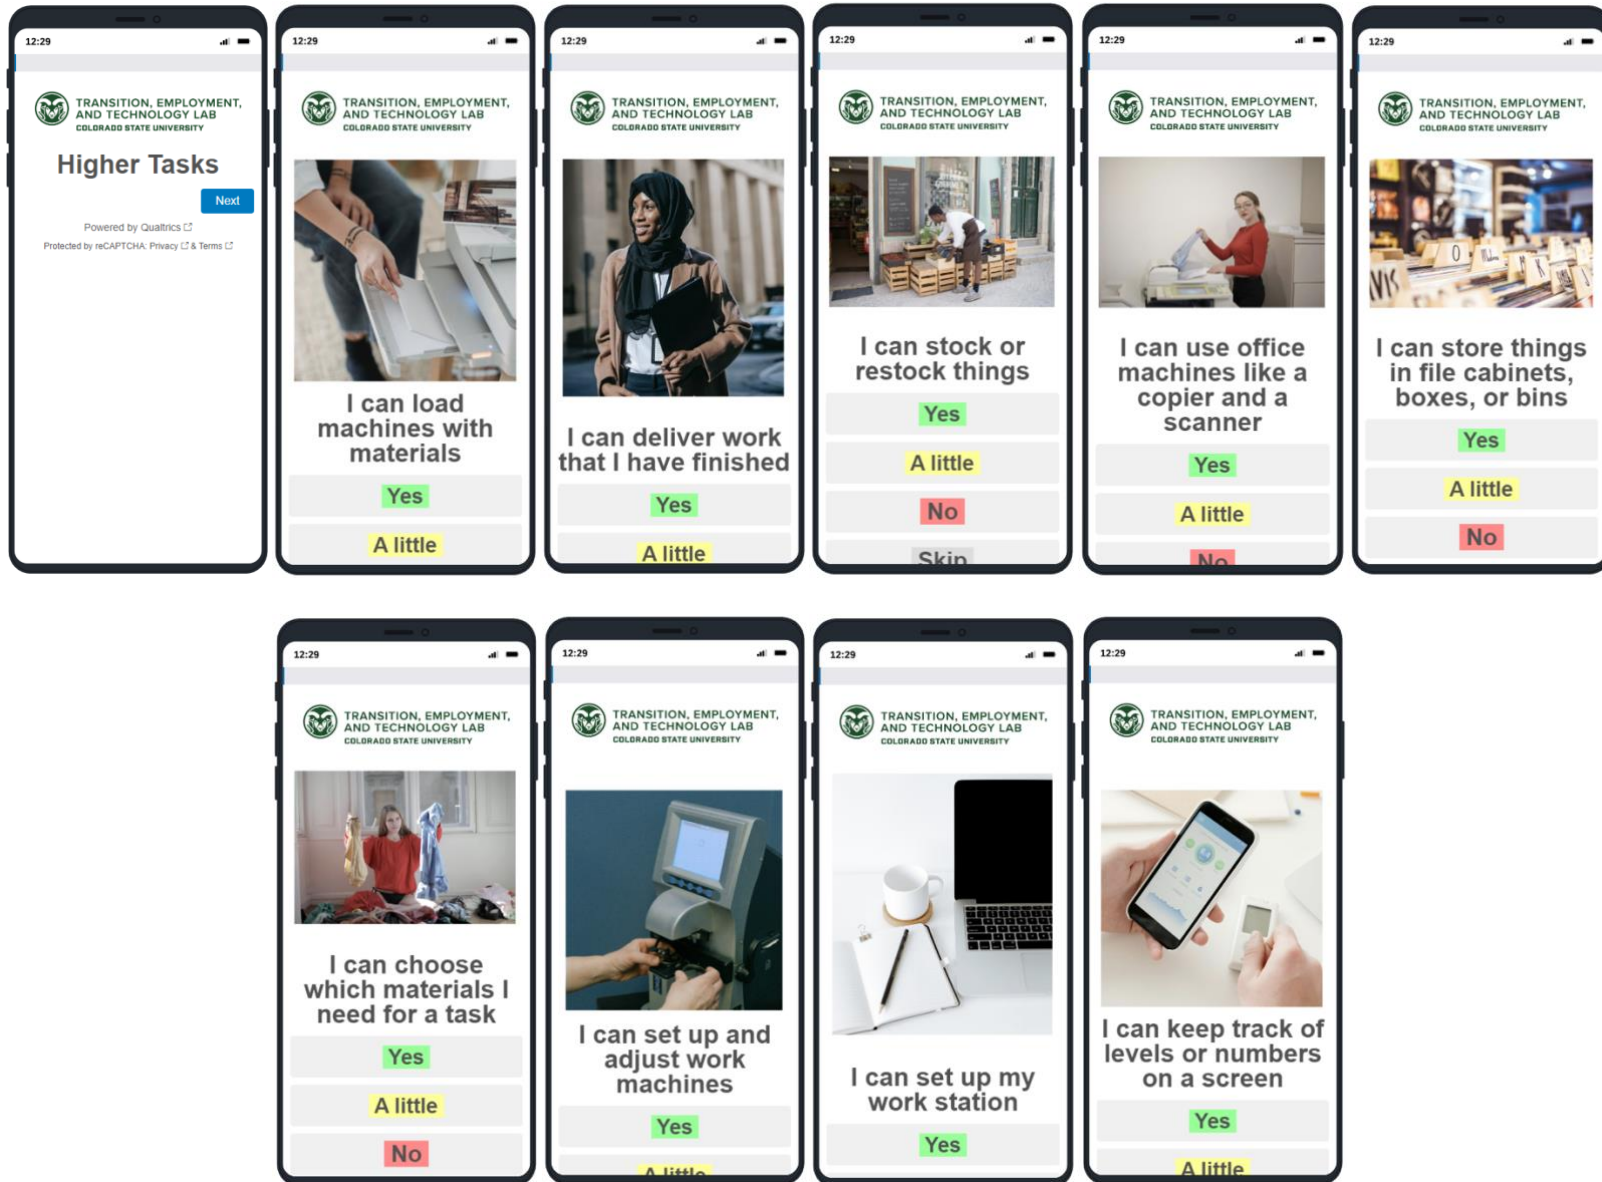 12:29
TRANSITION, EMPLOYMENT,
AND TECHNOLOGY LAB
COLORADO STATE UNIVERSITY
Higher Tasks
Next
Powered by Qualtrics
Protected by reCAPTCHA: Privacy & Terms
12:29
TRANSITION, EMPLOYMENT,
AND TECHNOLOGY LAB
COLORADO STATE UNIVERSITY
I can load
machines with
materials
Yes
A little
12:29
TRANSITION, EMPLOYMENT,
AND TECHNOLOGY LAB
COLORADO STATE UNIVERSITY
I can deliver work
that I have finished
Yes
A little
12:29
TRANSITION, EMPLOYMENT,
AND TECHNOLOGY LAB
COLORADO STATE UNIVERSITY
I can stock or
restock things
Yes
A little
No
Skip
12:29
TRANSITION, EMPLOYMENT,
AND TECHNOLOGY LAB
COLORADO STATE UNIVERSITY
I can use office
machines like a
copier and a
scanner
Yes
A little
No
12:29
TRANSITION, EMPLOYMENT,
AND TECHNOLOGY LAB
COLORADO STATE UNIVERSITY
O
M
K
I can store things
in file cabinets,
boxes, or bins
Yes
A little
No
12:29
TRANSITION, EMPLOYMENT,
AND TECHNOLOGY LAB
COLORADO STATE UNIVERSITY
I can choose
which materials I
need for a task
Yes
A little
No
12:29
TRANSITION, EMPLOYMENT,
AND TECHNOLOGY LAB
COLORADO STATE UNIVERSITY
I can set up and
adjust work
machines
Yes
A little
12:29
TRANSITION, EMPLOYMENT,
AND TECHNOLOGY LAB
COLORADO STATE UNIVERSITY
I can set up my
work station
Yes
12:29
TRANSITION, EMPLOYMENT,
AND TECHNOLOGY LAB
COLORADO STATE UNIVERSITY
I can keep track of
levels or numbers
on a screen
Yes
A little